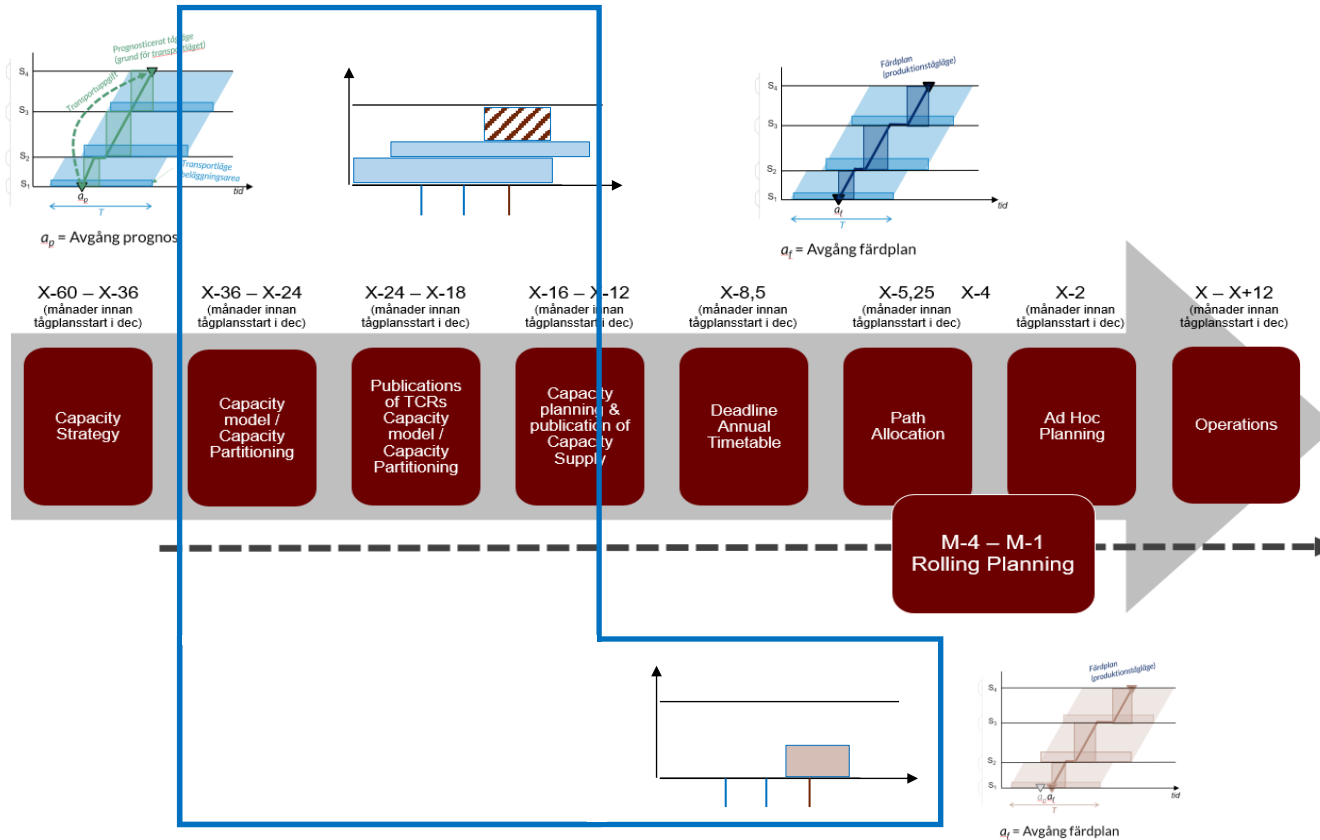 Prognosticerat tågläge
(grund för transportläget)
Transportuppgift
S4
S3
S2
S1
Transportläge
beläggningsarea
tid
ap
T
ap = Avgång prognos
Färdplan
(produktionstågläge)
S4
S3
S2
S1
tid
af
T
af = Avgång färdplan
X-60 – X-36
(månader innan
tågplansstart i dec)
X-36 – X-24
(månader innan
tågplansstart i dec)
X-24 – X-18
(månader innan
tågplansstart i dec)
X-16 – X-12
(månader innan
tågplansstart i dec)
X-8,5
(månader innan
tågplansstart i dec)
X-5,25 X-4
(månader innan
tågplansstart i dec)
X-2
(månader innan
tågplansstart i dec)
X – X+12
(månader innan
tågplansstart i dec)
Capacity
Strategy
Capacity
model /
Capacity
Partitioning
Publications
of TCRs
Capacity
model /
Capacity
Partitioning
Capacity
planning &
publication of
Capacity
Supply
Deadline
Annual
Timetable
Path
Allocation
Ad Hoc
Planning
Operations
M-4 – M-1
Rolling Planning
Färdplan
(produktionstågläge)
S4
S3
S2
S1
tid
ap af
T
af = Avgång färdplan